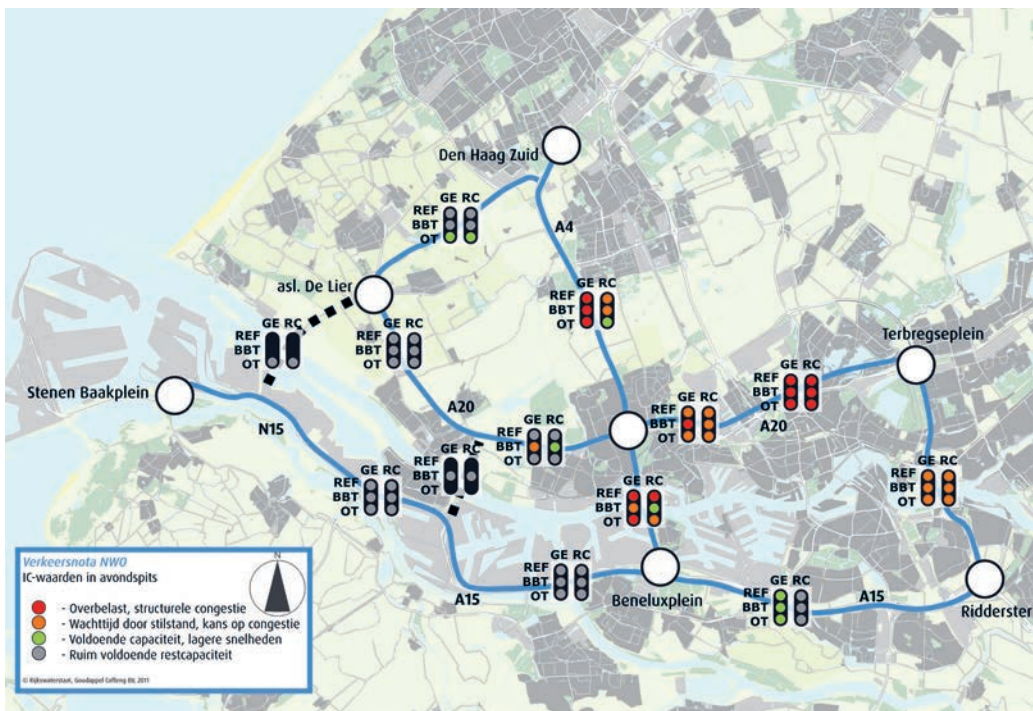 Den Haag Zuid
GE RC
REF
BBT
OT
A4
asl. De Lier
GE RC
REF
BBT
OT
GE RC
REF
BBT
OT
GE RC
REF
BBT
OT
Terbregseplein
Stenen Baakplein
GE RC
REF
BBT
OT
A20
GE RC
REF
BBT
OT
A20
N15
GE RC
REF
BBT
OT
GE RC
REF
BBT
OT
GE RC
REF
BBT
OT
GE RC
REF
BBT
OT
GE RC
REF
BBT
OT
GE RC
REF
BBT
OT
A15
Beneluxplein
GE RC
REF
BBT
OT
A15
Ridderster
Verkeersnota NWO
IC-waarden in avondspits
N
- Overbelast, structurele congestie
- Wachttijd door stilstand, kans op congestie
- Voldoende capaciteit, lagere snelheden
- Ruim voldoende restcapaciteit
© Rijkswaterstaat, Goudappel Coffeng BV, 2011